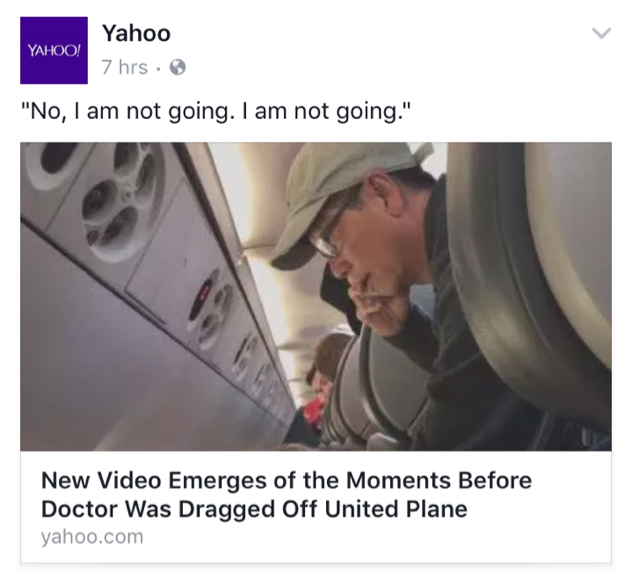 YAHOO!
Yahoo
7 hrs ·
"No, I am not going. I am not going."
New Video Emerges of the Moments Before
Doctor Was Dragged Off United Plane
yahoo.com